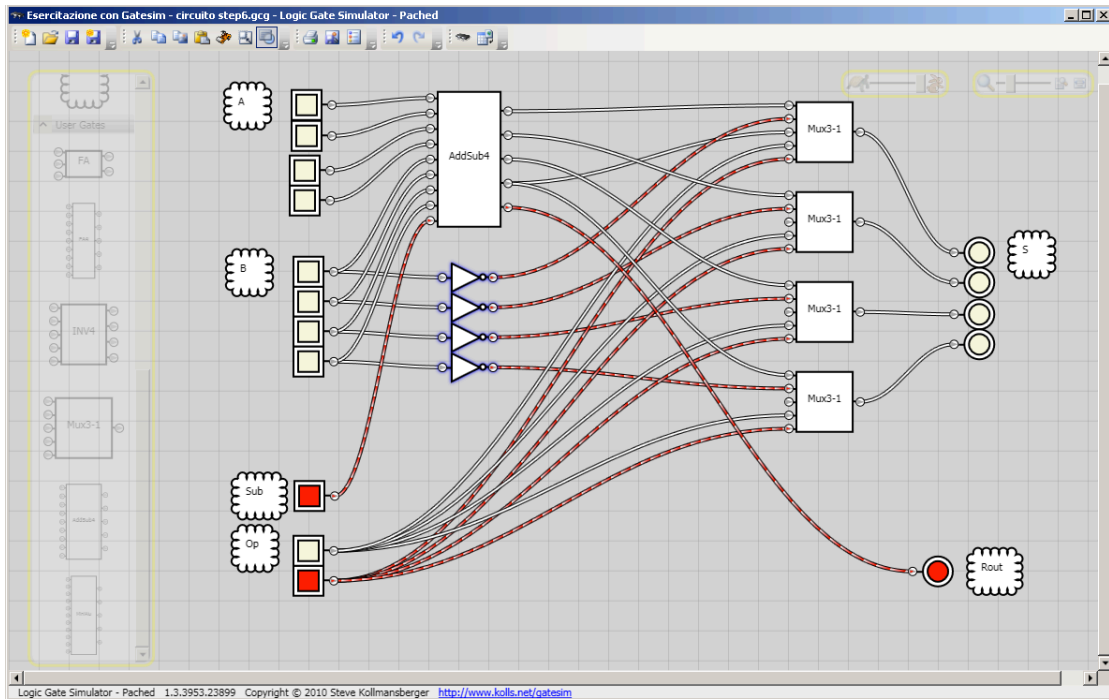 Esercitazione con Gatesim - circuito step6.gcg - Logic Gate Simulator - Pached
User Gates
FA
INV4
Mux3-1
AddSub4
A
B
Sub
Op
AddSub4
Mux3-1
Mux3-1
Mux3-1
Mux3-1
S
Rout
Logic Gate Simulator - Pached 1.3.3953.23899 Copyright © 2010 Steve Kollmansberger http://www.kolls.net/gatesim